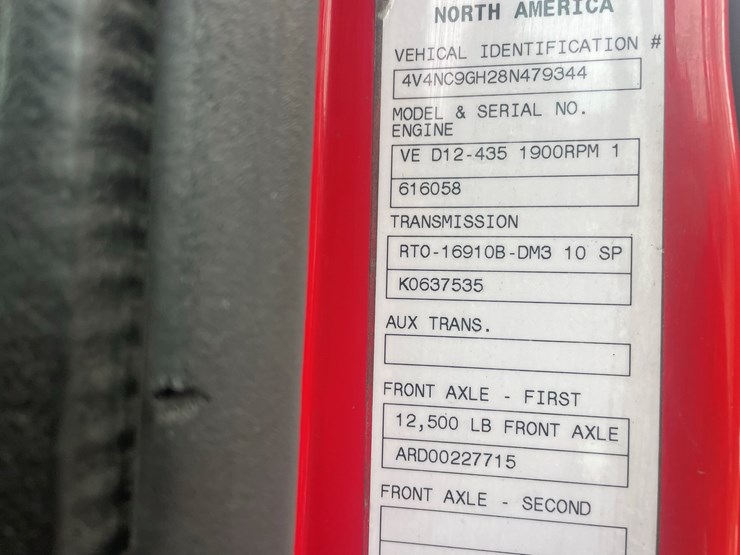 NORTH AMERICA
VEHICAL IDENTIFICATION #
4V4NC9GH28N479344
MODEL & SERIAL NO.
ENGINE
VE D12-435 1900RPM 1
616058
TRANSMISSION
RTO-16910B-DM3 10 SP
K0637535
AUX TRANS.
FRONT AXLE - FIRST
12,500 LB FRONT AXLE
ARD00227715
FRONT AXLE - SECOND